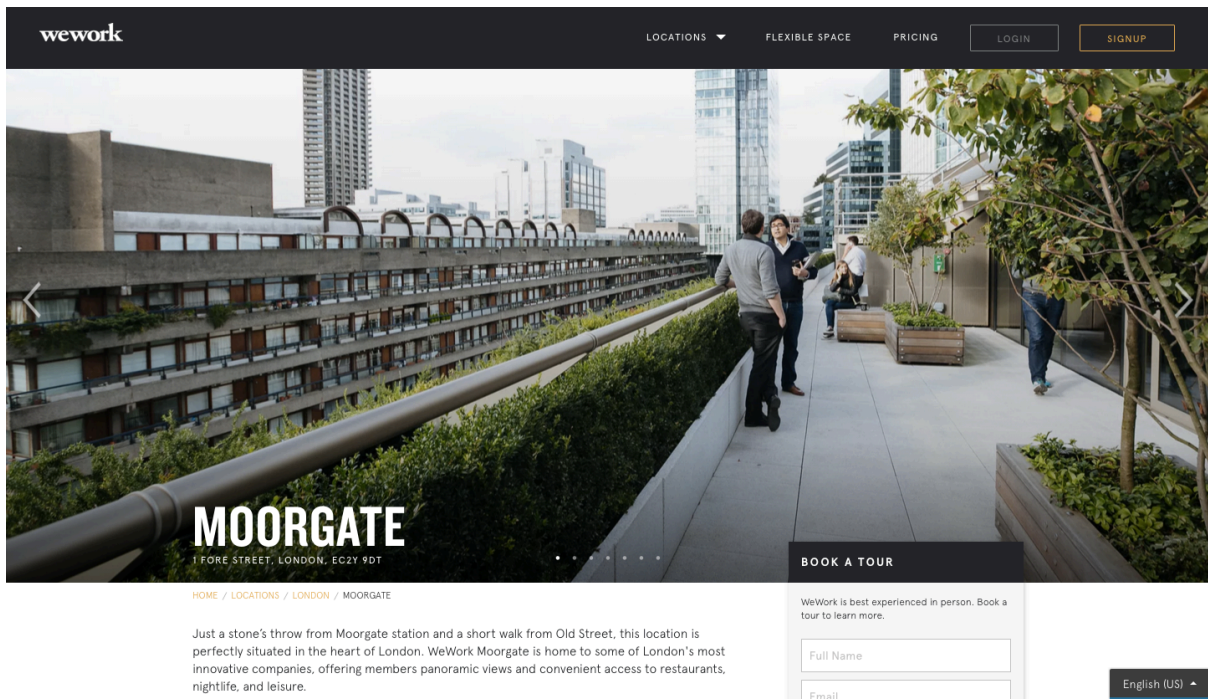 wework
LOCATIONS FLEXIBLE SPACE PRICING LOGIN SIGNUP
MOORGATE
1 FORE STREET, LONDON, EC2Y 9DT
HOME / LOCATIONS / LONDON / MOORGATE
Just a stone's throw from Moorgate station and a short walk from Old Street, this location is
perfectly situated in the heart of London. WeWork Moorgate is home to some of London's most
innovative companies, offering members panoramic views and convenient access to restaurants,
nightlife, and leisure.
BOOK A TOUR
WeWork is best experienced in person. Book a
tour to learn more.
Full Name
Email
English (US)